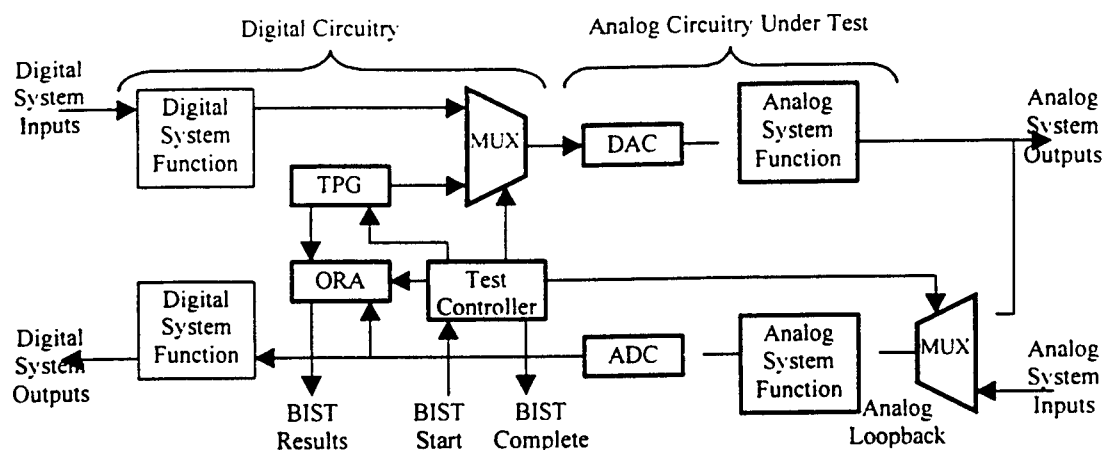 Digital Circuitry
Analog Circuitry Under Test
Digital
System
Inputs
Digital
System
Function
MUX
DAC
Analog
System
Function
Analog
System
Outputs
TPG
ORA
Test
Controller
Digital
System
Outputs
Digital
System
Function
ADC
Analog
System
Function
MUX
Analog
System
Inputs
Analog
Loopback
BIST
Results
BIST
Start
BIST
Complete